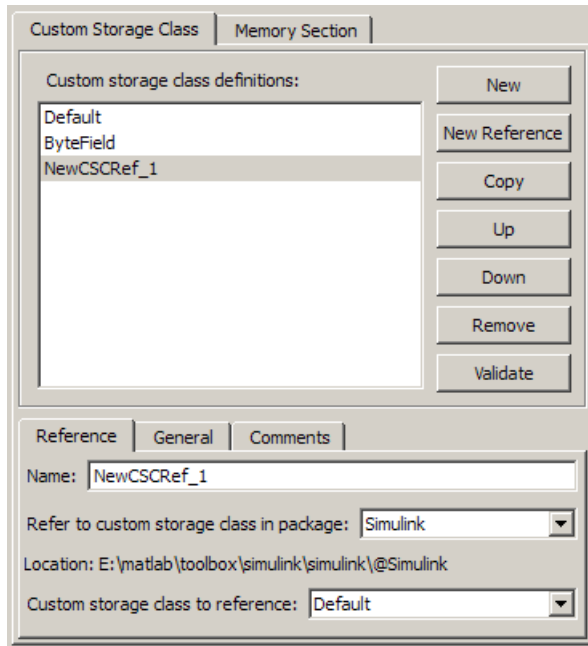 Custom Storage Class Memory Section
Custom storage class definitions:
New
Default
ByteField
New Reference
NewCSCRef_1
Copy
Up
Down
Remove
Validate
Reference General Comments
Name: NewCSCRef_1
Refer to custom storage class in package: Simulink
Location: E:\matlab\toolbox\simulink\simulink\@Simulink
Custom storage class to reference: Default